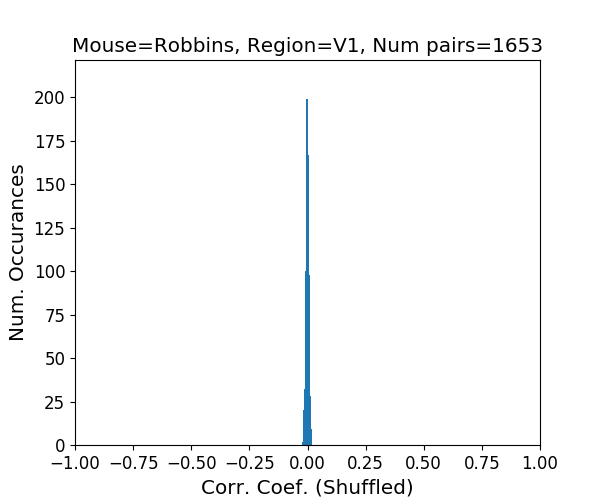 Mouse=Robbins, Region=V1, Num pairs=1653
Num. Occurances
200
175
150
125
100
75
50
25
0
−1.00 −0.75 −0.50 −0.25 0.00 0.25 0.50 0.75 1.00
Corr. Coef. (Shuffled)